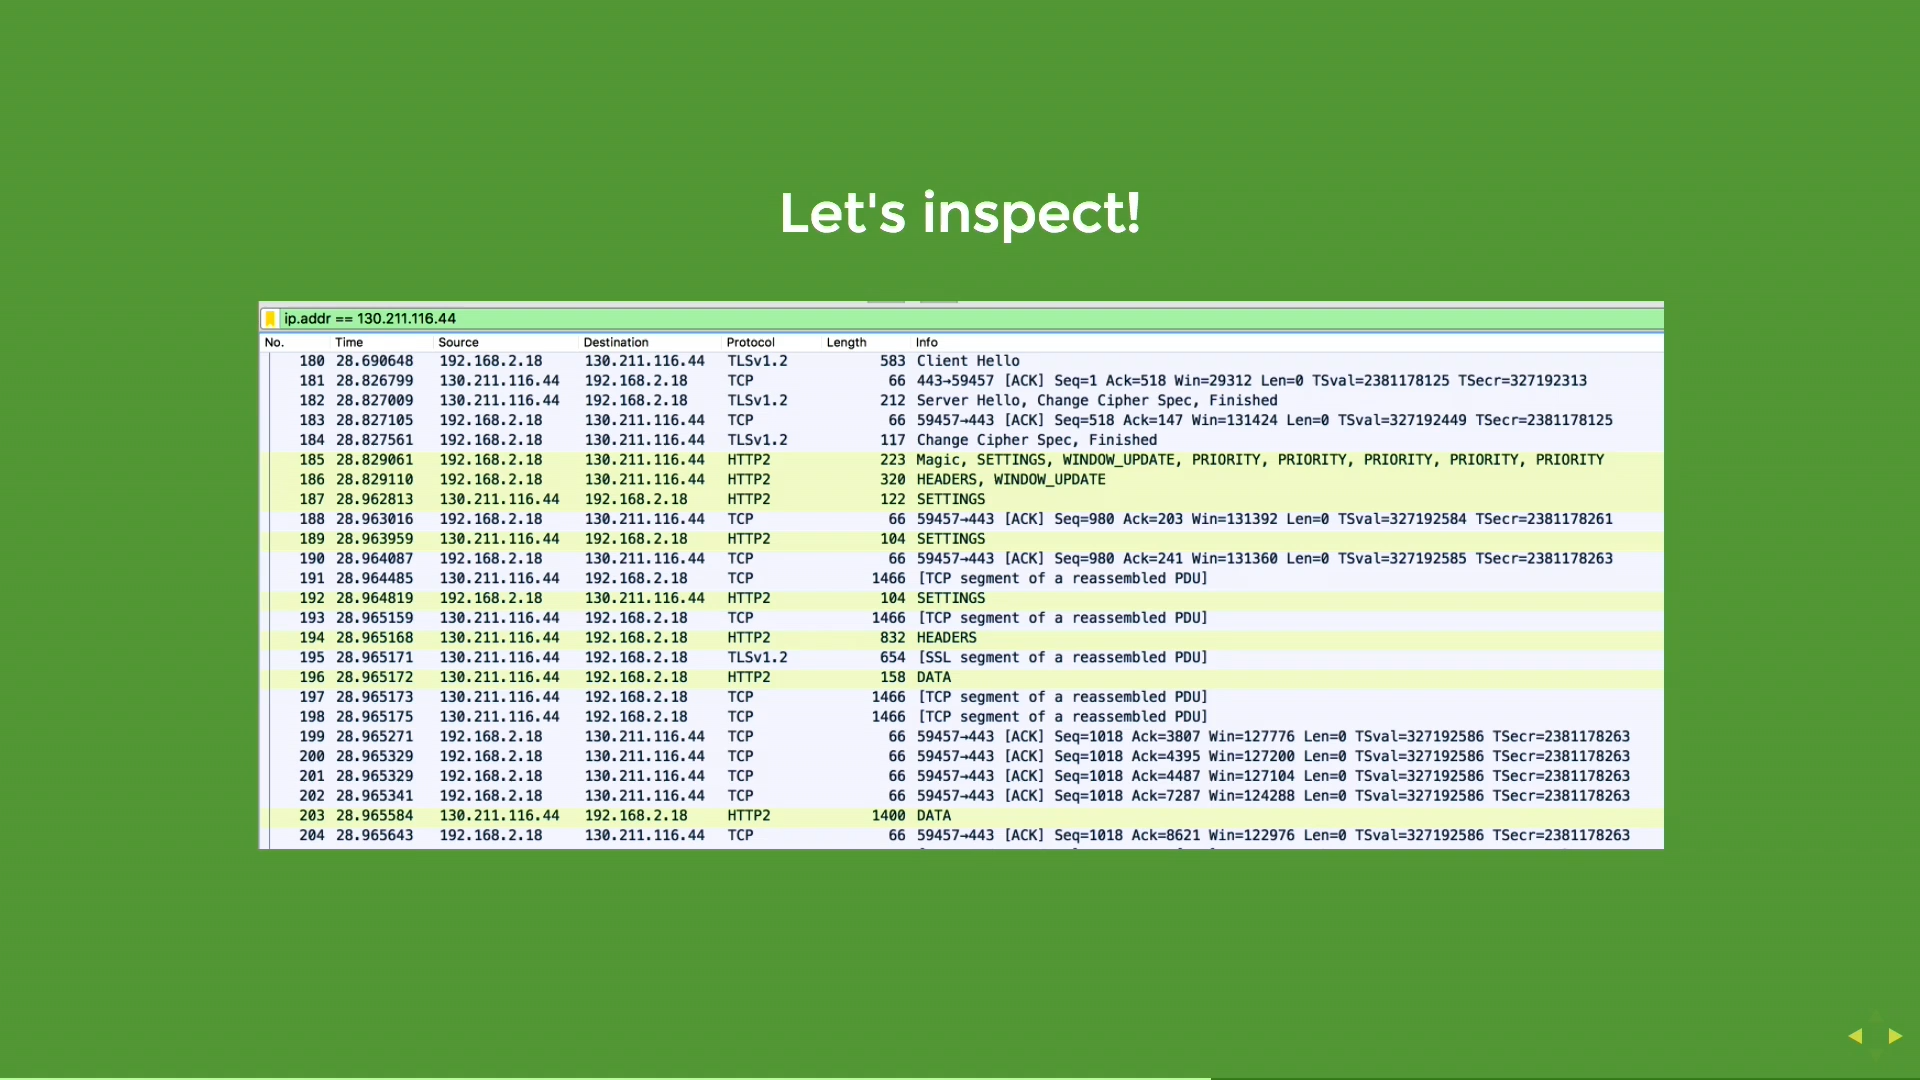 Let's inspect!
ip.addr == 130.211.116.44
No. Time Source Destination Protocol Length Info
180 28.690648 192.168.2.18 130.211.116.44 TLSv1.2 583 Client Hello
181 28.826799 130.211.116.44 192.168.2.18 TCP 66 443→59457 [ACK] Seq=1 Ack=518 Win=29312 Len=0 TSval=2381178125 TSecr=327192313
182 28.827009 130.211.116.44 192.168.2.18 TLSv1.2 212 Server Hello, Change Cipher Spec, Finished
183 28.827105 192.168.2.18 130.211.116.44 TCP 66 59457→443 [ACK] Seq=518 Ack=147 Win=131424 Len=0 TSval=327192449 TSecr=2381178125
184 28.827561 192.168.2.18 130.211.116.44 TLSv1.2 117 Change Cipher Spec, Finished
185 28.829061 192.168.2.18 130.211.116.44 HTTP2 223 Magic, SETTINGS, WINDOW_UPDATE, PRIORITY, PRIORITY, PRIORITY, PRIORITY, PRIORITY
186 28.829110 192.168.2.18 130.211.116.44 HTTP2 320 HEADERS, WINDOW_UPDATE
187 28.962813 130.211.116.44 192.168.2.18 HTTP2 122 SETTINGS
188 28.963016 192.168.2.18 130.211.116.44 TCP 66 59457→443 [ACK] Seq=980 Ack=203 Win=131392 Len=0 TSval=327192584 TSecr=2381178261
189 28.963959 130.211.116.44 192.168.2.18 HTTP2 104 SETTINGS
190 28.964087 192.168.2.18 130.211.116.44 TCP 66 59457→443 [ACK] Seq=980 Ack=241 Win=131360 Len=0 TSval=327192585 TSecr=2381178263
191 28.964485 130.211.116.44 192.168.2.18 TCP 1466 [TCP segment of a reassembled PDU]
192 28.964819 192.168.2.18 130.211.116.44 HTTP2 104 SETTINGS
193 28.965159 130.211.116.44 192.168.2.18 TCP 1466 [TCP segment of a reassembled PDU]
194 28.965168 130.211.116.44 192.168.2.18 HTTP2 832 HEADERS
195 28.965171 130.211.116.44 192.168.2.18 TLSv1.2 654 [SSL segment of a reassembled PDU]
196 28.965172 130.211.116.44 192.168.2.18 HTTP2 158 DATA
197 28.965173 130.211.116.44 192.168.2.18 TCP 1466 [TCP segment of a reassembled PDU]
198 28.965175 130.211.116.44 192.168.2.18 TCP 1466 [TCP segment of a reassembled PDU]
199 28.965271 192.168.2.18 130.211.116.44 TCP 66 59457→443 [ACK] Seq=1018 Ack=3807 Win=127776 Len=0 TSval=327192586 TSecr=2381178263
200 28.965329 192.168.2.18 130.211.116.44 TCP 66 59457→443 [ACK] Seq=1018 Ack=4395 Win=127200 Len=0 TSval=327192586 TSecr=2381178263
201 28.965329 192.168.2.18 130.211.116.44 TCP 66 59457→443 [ACK] Seq=1018 Ack=4487 Win=127104 Len=0 TSval=327192586 TSecr=2381178263
202 28.965341 192.168.2.18 130.211.116.44 TCP 66 59457→443 [ACK] Seq=1018 Ack=7287 Win=124288 Len=0 TSval=327192586 TSecr=2381178263
203 28.965584 130.211.116.44 192.168.2.18 HTTP2 1400 DATA
204 28.965643 192.168.2.18 130.211.116.44 TCP 66 59457→443 [ACK] Seq=1018 Ack=8621 Win=122976 Len=0 TSval=327192586 TSecr=2381178263